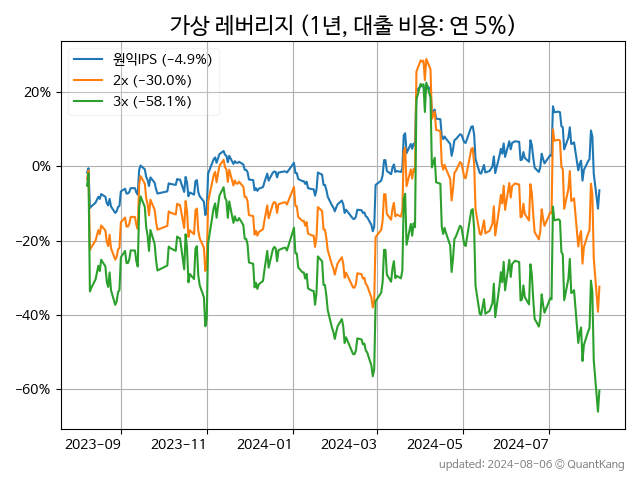 가상 레버리지 (1년, 대출 비용: 연 5%)
원익IPS (−4.9%)
2x (−30.0%)
3x (−58.1%)
20%
0%
−20%
−40%
−60%
2023-09 2023-11 2024-01 2024-03 2024-05 2024-07
updated: 2024-08-06 © QuantKang